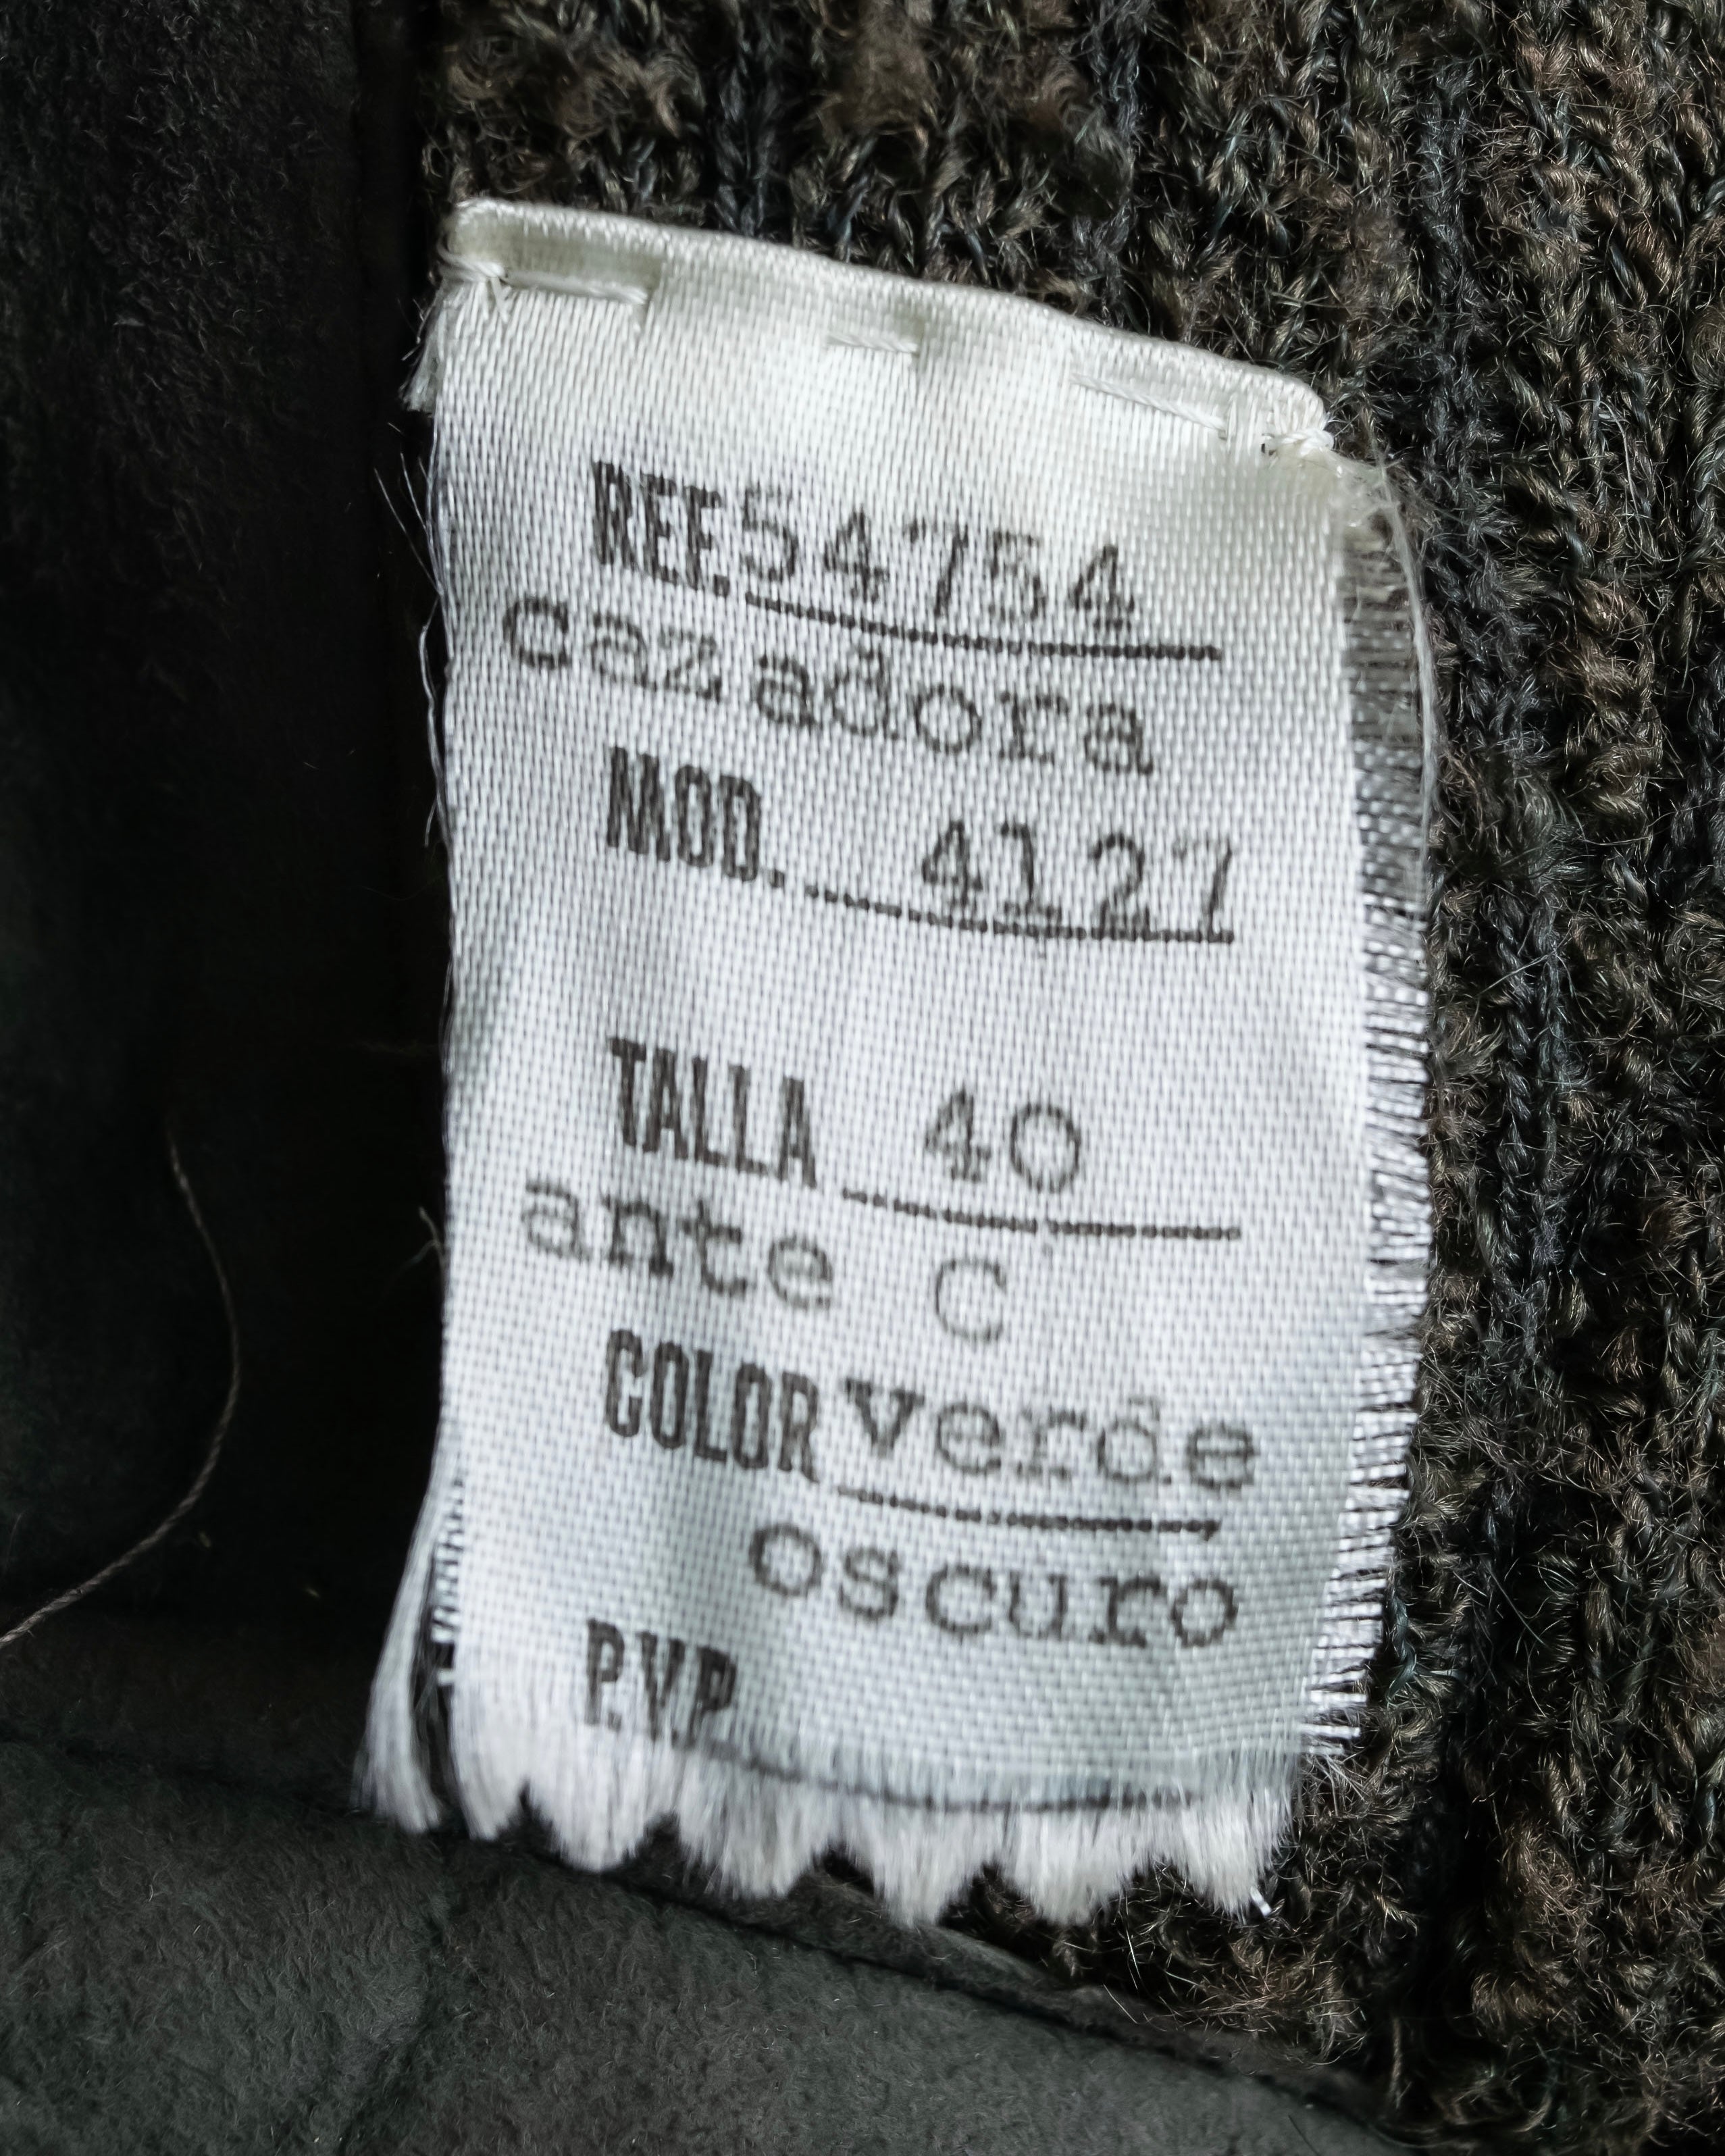 REF. 54754
cazadora
MOD. 4127
TALLA 40
ante C
COLOR verde
oscuro
P.V.P.